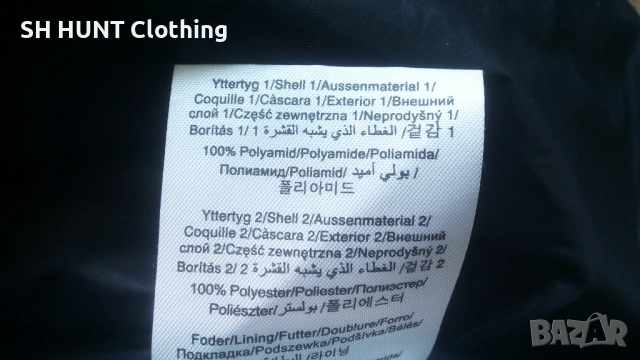 SH HUNT Clothing
Yttertyg 1/Shell 1/Aussenmaterial 1/
Coquille 1/Càscara 1/Exterior 1/Внешний
слой 1/Część zewnętrzna 1/Neprodyšný 1/
Borítás 1/ 1 الغطاء الذي يشبه القشرة/겉감 1
100% Polyamid/Polyamide/Poliamida/
Полиамид/Poliamid/ بولي أميد/
폴리아미드
Yttertyg 2/Shell 2/Aussenmaterial 2/
Coquille 2/Càscara 2/Exterior 2/Внешний
слой 2/Część zewnętrzna 2/Neprodyšný 2/
Borítás 2/ 2 الغطاء الذي يشبه القشرة/겉감 2
100% Polyester/Poliester/Полиэстер/
Poliészter/ بولستر/폴리에스터
Foder/Lining/Futter/Doublure/Forro/
Подкладка/Podszewka/Podšívka/Bélés/
라이닝
BAZAR